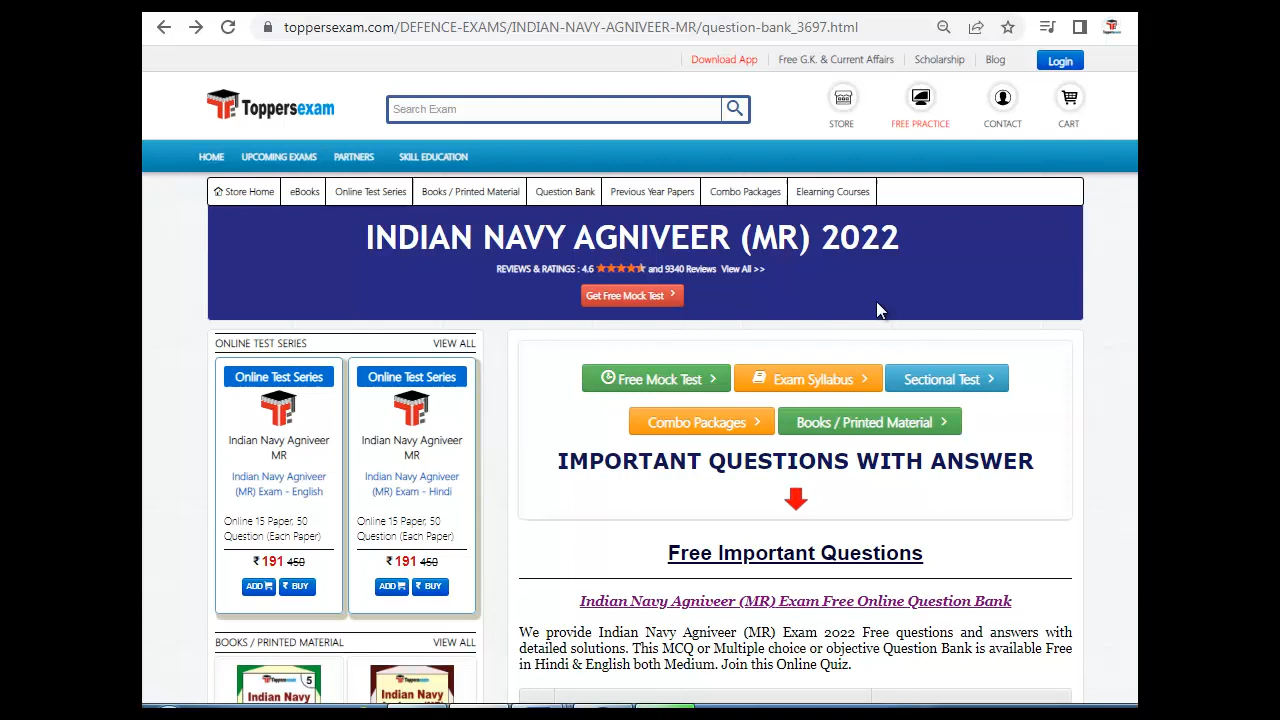 toppersexam.com/DEFENCE-EXAMS/INDIAN-NAVY-AGNIVEER-MR/question-bank_3697.html
Download App
Free G.K. & Current Affairs
Scholarship
Blog
Login
Toppersexam
Search Exam
STORE
FREE PRACTICE
CONTACT
CART
HOME
UPCOMING EXAMS
PARTNERS
SKILL EDUCATION
Store Home
eBooks
Online Test Series
Books / Printed Material
Question Bank
Previous Year Papers
Combo Packages
Elearning Courses
INDIAN NAVY AGNIVEER (MR) 2022
REVIEWS & RATINGS : 4.6 and 9340 Reviews View All >>
Get Free Mock Test
ONLINE TEST SERIES
VIEW ALL
Online Test Series
Indian Navy Agniveer
MR
Indian Navy Agniveer
(MR) Exam - English
Online 15 Paper, 50
Question (Each Paper)
₹ 191 450
ADD
₹ BUY
Online Test Series
Indian Navy Agniveer
MR
Indian Navy Agniveer
(MR) Exam - Hindi
Online 15 Paper, 50
Question (Each Paper)
₹ 191 450
ADD
₹ BUY
BOOKS / PRINTED MATERIAL
VIEW ALL
Toppersexam
5
Indian Navy
Toppersexam
Indian Navy
Free Mock Test
Exam Syllabus
Sectional Test
Combo Packages
Books / Printed Material
IMPORTANT QUESTIONS WITH ANSWER
Free Important Questions
Indian Navy Agniveer (MR) Exam Free Online Question Bank
We provide Indian Navy Agniveer (MR) Exam 2022 Free questions and answers with
detailed solutions. This MCQ or Multiple choice or objective Question Bank is available Free
in Hindi & English both Medium. Join this Online Quiz.